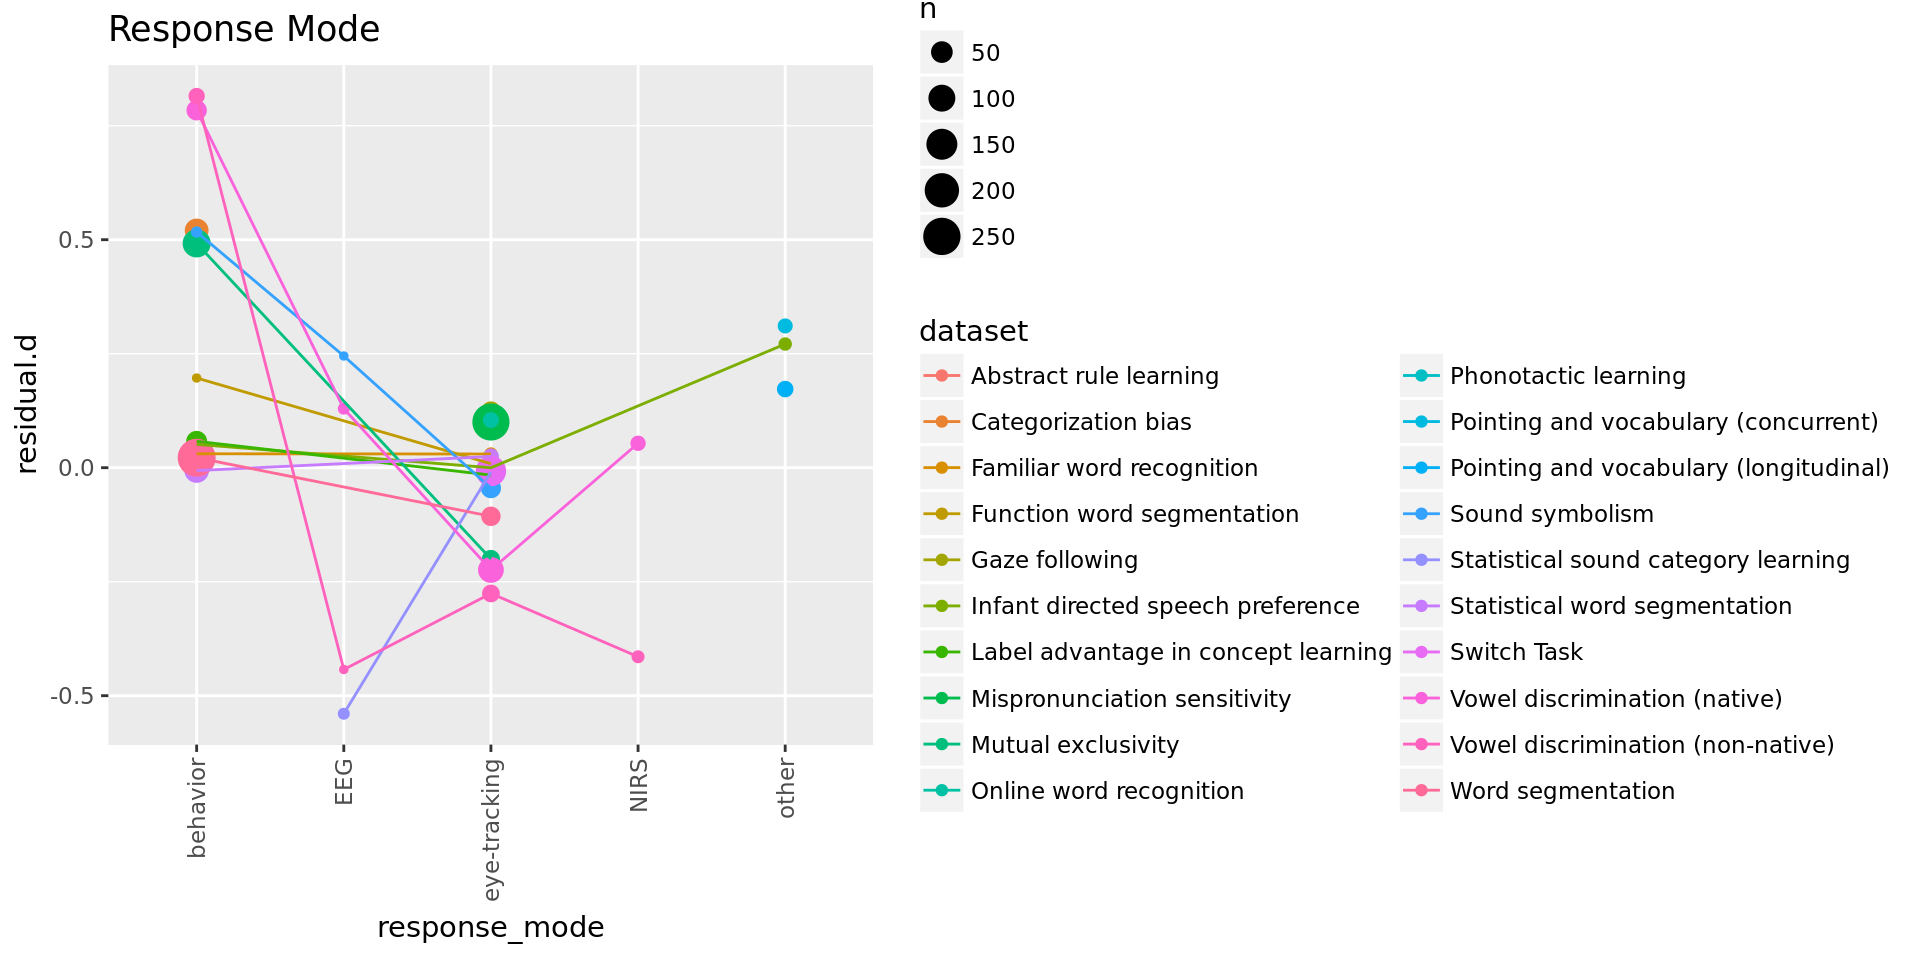 Response Mode
residual.d
0.5
0.0
-0.5
behavior
EEG
eye-tracking
NIRS
other
response_mode
n
50
100
150
200
250
dataset
Abstract rule learning
Categorization bias
Familiar word recognition
Function word segmentation
Gaze following
Infant directed speech preference
Label advantage in concept learning
Mispronunciation sensitivity
Mutual exclusivity
Online word recognition
Phonotactic learning
Pointing and vocabulary (concurrent)
Pointing and vocabulary (longitudinal)
Sound symbolism
Statistical sound category learning
Statistical word segmentation
Switch Task
Vowel discrimination (native)
Vowel discrimination (non-native)
Word segmentation